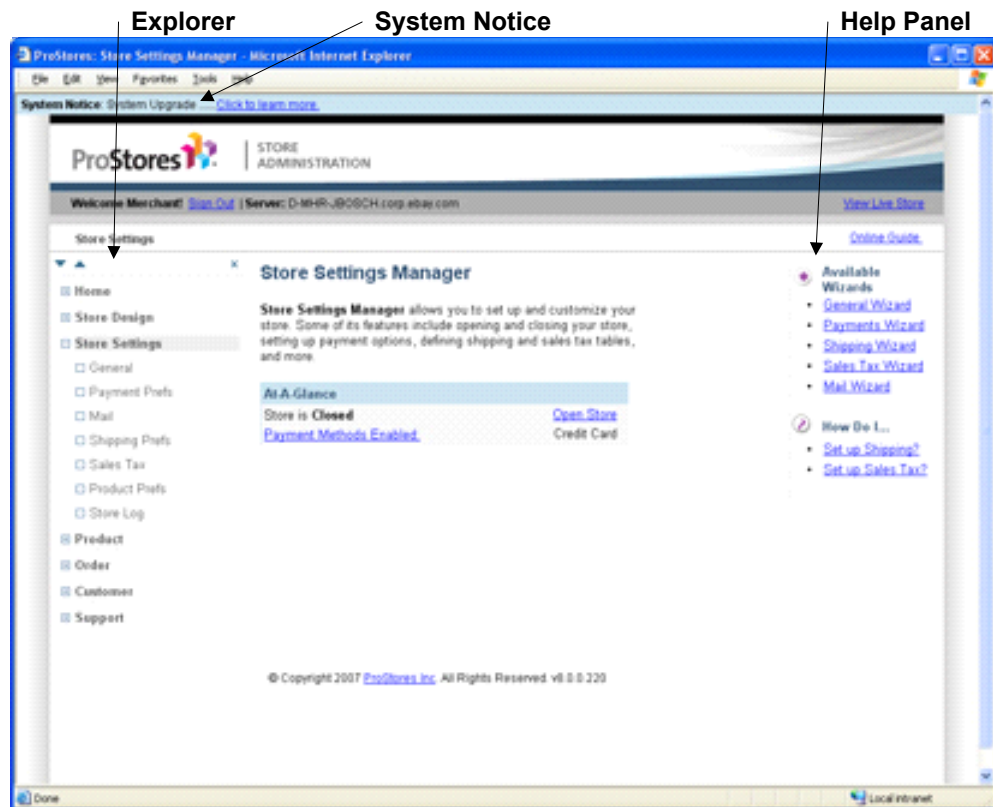 Explorer System Notice Help Panel
ProStores: Store Settings Manager - Microsoft Internet Explorer
File Edit View Favorites Tools Help
System Notice: System Upgrade ... Click to learn more.
ProStores
STORE
ADMINISTRATION
Welcome Merchant! Sign Out | Server: D-MHR-JBOSCH.corp.ebay.com View Live Store
Store Settings Online Guide
Home
Store Design
Store Settings
General
Payment Prefs
Mail
Shipping Prefs
Sales Tax
Product Prefs
Store Log
Product
Order
Customer
Support
Store Settings Manager
Store Settings Manager allows you to set up and customize your
store. Some of its features include opening and closing your store,
setting up payment options, defining shipping and sales tax tables,
and more.
At-A-Glance
Store is Closed Open Store
Payment Methods Enabled. Credit Card
Available
Wizards
• General Wizard
• Payments Wizard
• Shipping Wizard
• Sales Tax Wizard
• Mail Wizard
How Do I...
• Set up Shipping?
• Set up Sales Tax?
© Copyright 2007 ProStores Inc. All Rights Reserved. v8.0.0.220
Done Local intranet